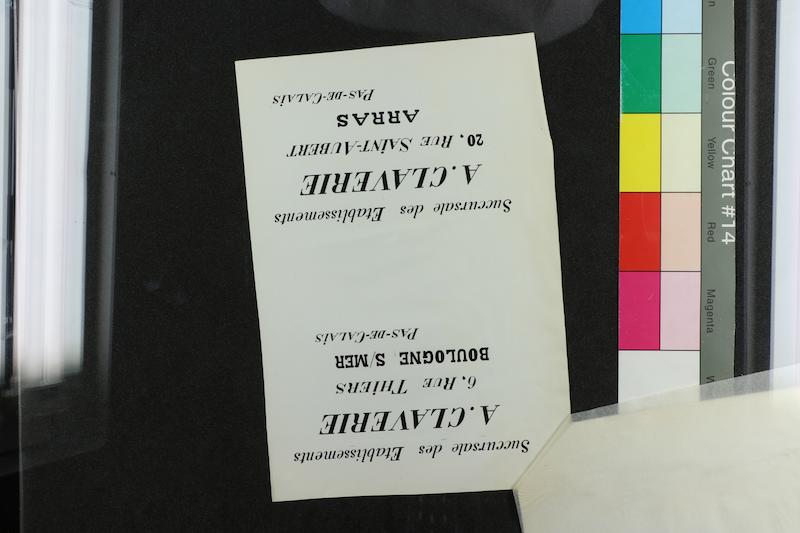 Succursale des Etablissements
A. CLAVERIE
6, RUE THIERS
BOULOGNE S/MER
PAS-DE-CALAIS
Succursale des Etablissements
A. CLAVERIE
20, RUE SAINT-AUBERT
ARRAS
PAS-DE-CALAIS
Colour Chart #14
Green
Yellow
Red
Magenta